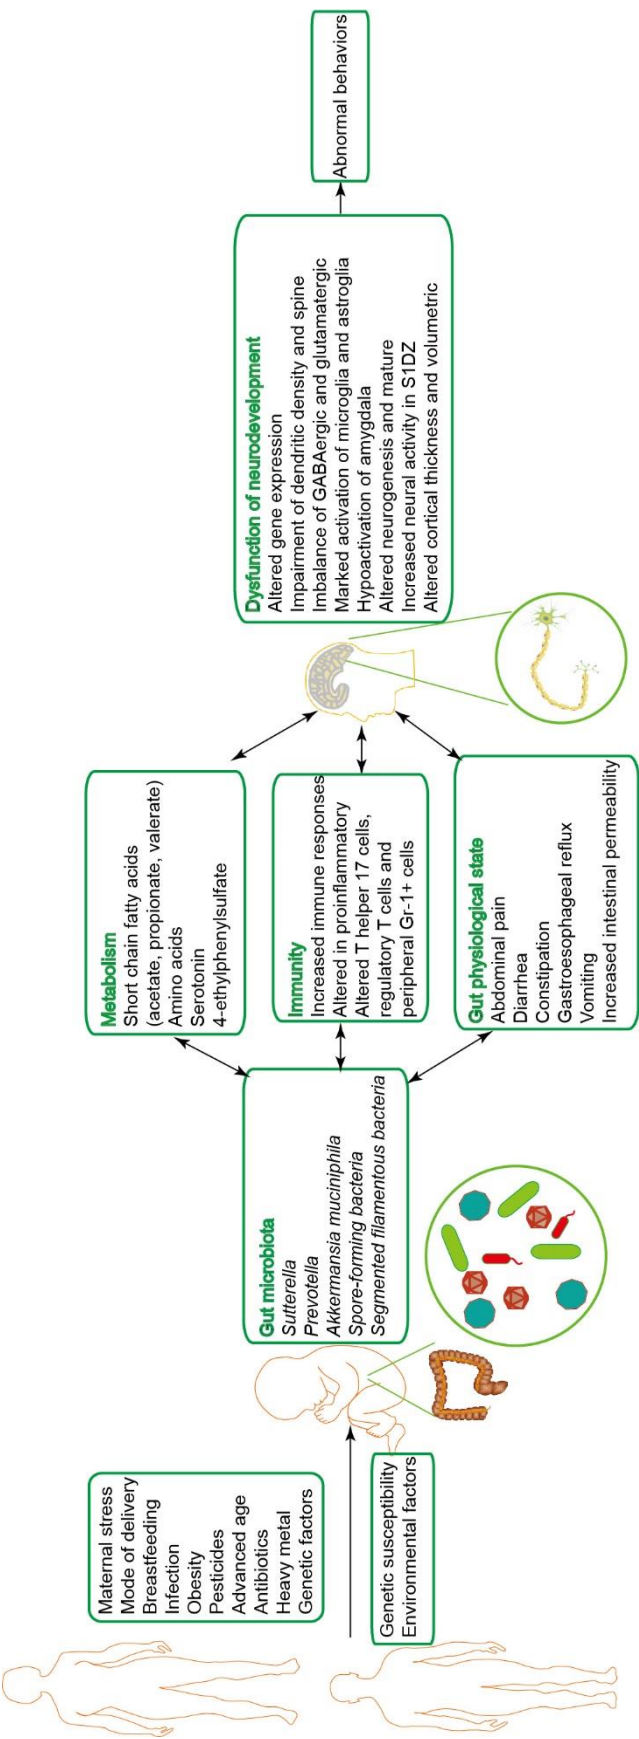 Maternal stress
Mode of delivery
Breastfeeding
Infection
Obesity
Pesticides
Advanced age
Antibiotics
Heavy metal
Genetic factors
Genetic susceptibility
Environmental factors
Gut microbiota
Sutterella
Prevotella
Akkermansia muciniphila
Spore-forming bacteria
Segmented filamentous bacteria
Metabolism
Short chain fatty acids
(acetate, propionate, valerate)
Amino acids
Serotonin
4-ethylphenylsulfate
Immunity
Increased immune responses
Altered in proinflammatory
Altered T helper 17 cells,
regulatory T cells and
peripheral Gr-1+ cells
Gut physiological state
Abdominal pain
Diarrhea
Constipation
Gastroesophageal reflux
Vomiting
Increased intestinal permeability
Dysfunction of neurodevelopment
Altered gene expression
Impairment of dendritic density and spine
Imbalance of GABAergic and glutamatergic
Marked activation of microglia and astroglia
Hypoactivation of amygdala
Altered neurogenesis and mature
Increased neural activity in S1DZ
Altered cortical thickness and volumetric
Abnormal behaviors